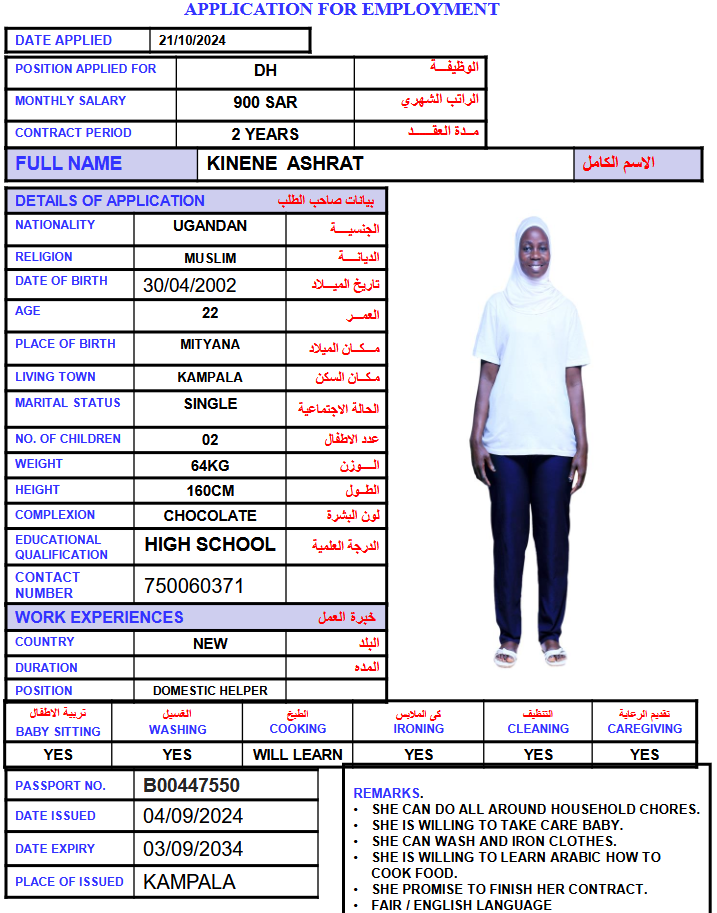 APPLICATION FOR EMPLOYMENT
DATE APPLIED 21/10/2024
POSITION APPLIED FOR DH الوظيفـــة
MONTHLY SALARY 900 SAR الراتب الشهري
CONTRACT PERIOD 2 YEARS مــدة العقـــد
FULL NAME KINENE ASHRAT الاسم الكامل
DETAILS OF APPLICATION بيانات صاحب الطلب
NATIONALITY UGANDAN الجنسيـــة
RELIGION MUSLIM الديانـــة
DATE OF BIRTH 30/04/2002 تاريخ الميـــلاد
AGE 22 العمـــر
PLACE OF BIRTH MITYANA مـــكـــان الميلاد
LIVING TOWN KAMPALA مكـــان السكن
MARITAL STATUS SINGLE الحالة الاجتماعية
NO. OF CHILDREN 02 عدد الاطفال
WEIGHT 64KG الـــوزن
HEIGHT 160CM الطــول
COMPLEXION CHOCOLATE لون البشرة
EDUCATIONAL QUALIFICATION HIGH SCHOOL الدرجة العلمية
CONTACT NUMBER 750060371
WORK EXPERIENCES خبرة العمل
COUNTRY NEW البلد
DURATION المده
POSITION DOMESTIC HELPER
تربية الاطفال الغسيل الطبخ كى الملابس التنظيف تقديم الرعاية
BABY SITTING WASHING COOKING IRONING CLEANING CAREGIVING
YES YES WILL LEARN YES YES YES
PASSPORT NO. B00447550
DATE ISSUED 04/09/2024
DATE EXPIRY 03/09/2034
PLACE OF ISSUED KAMPALA
REMARKS.
• SHE CAN DO ALL AROUND HOUSEHOLD CHORES.
• SHE IS WILLING TO TAKE CARE BABY.
• SHE CAN WASH AND IRON CLOTHES.
• SHE IS WILLING TO LEARN ARABIC HOW TO
COOK FOOD.
• SHE PROMISE TO FINISH HER CONTRACT.
• FAIR / ENGLISH LANGUAGE